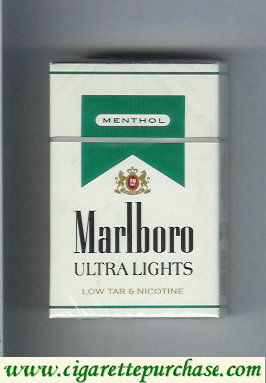 MENTHOL
Marlboro
ULTRA LIGHTS
LOW TAR & NICOTINE
www.cigarettepurchase.com